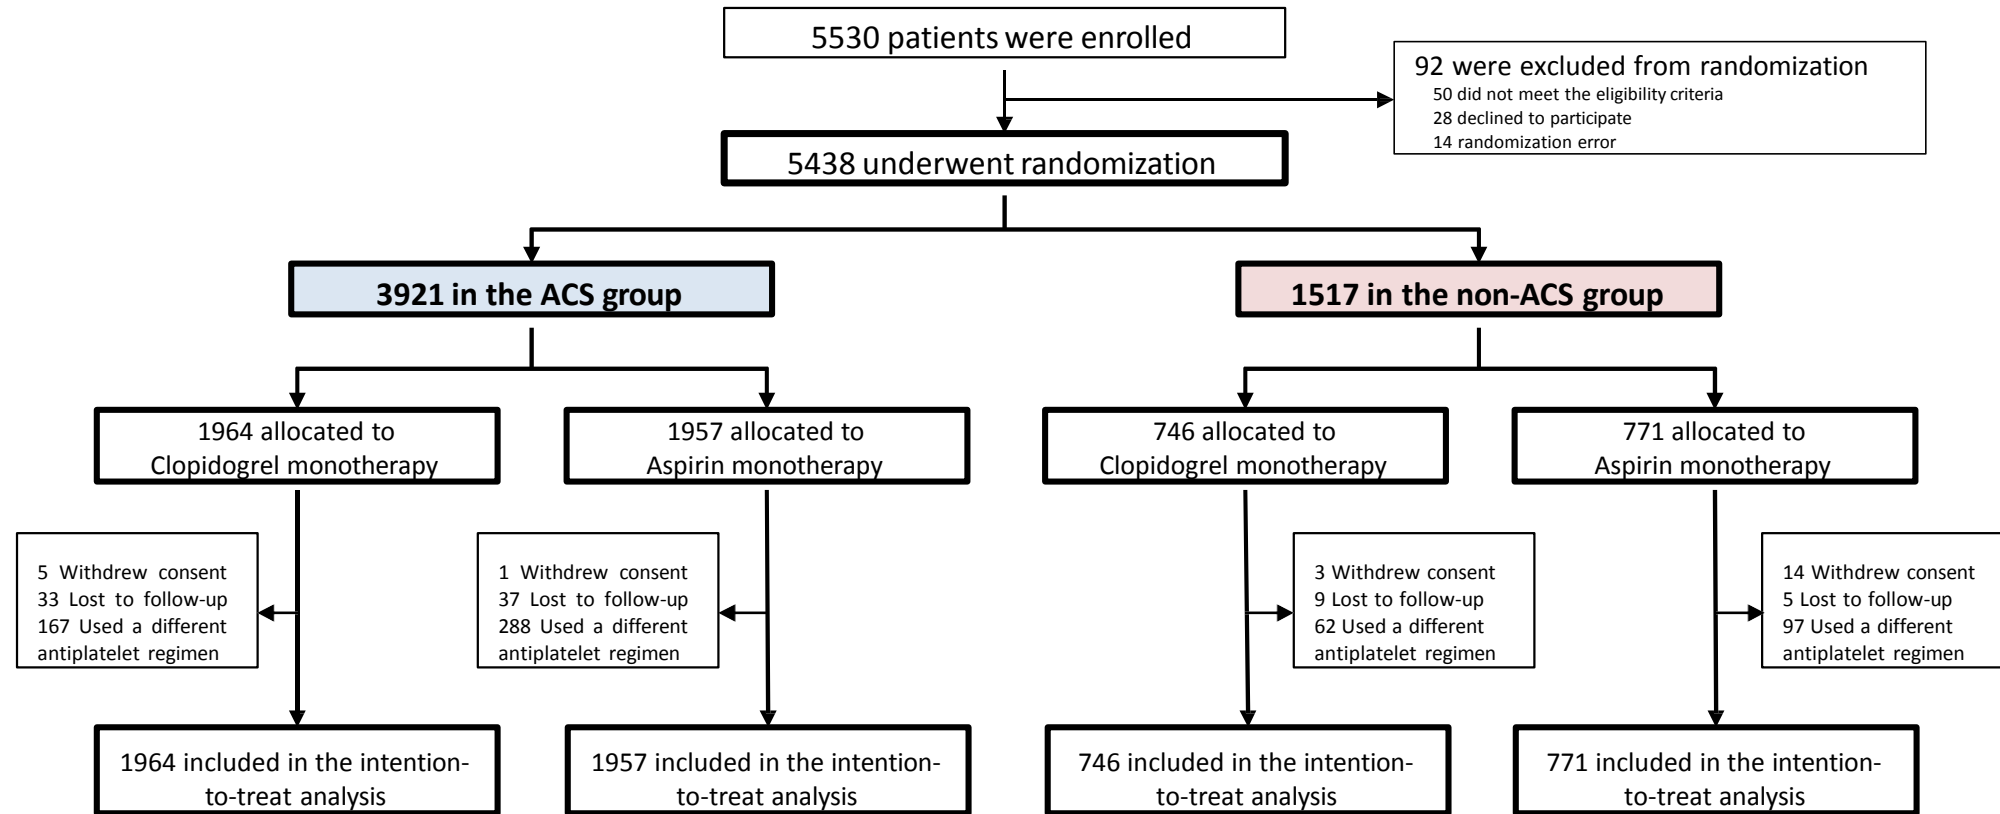 5530 patients were enrolled
92 were excluded from randomization
50 did not meet the eligibility criteria
28 declined to participate
14 randomization error
5438 underwent randomization
3921 in the ACS group
1517 in the non-ACS group
1964 allocated to
Clopidogrel monotherapy
1957 allocated to
Aspirin monotherapy
746 allocated to
Clopidogrel monotherapy
771 allocated to
Aspirin monotherapy
5 Withdrew consent
33 Lost to follow-up
167 Used a different
antiplatelet regimen
1 Withdrew consent
37 Lost to follow-up
288 Used a different
antiplatelet regimen
3 Withdrew consent
9 Lost to follow-up
62 Used a different
antiplatelet regimen
14 Withdrew consent
5 Lost to follow-up
97 Used a different
antiplatelet regimen
1964 included in the intention-
to-treat analysis
1957 included in the intention-
to-treat analysis
746 included in the intention-
to-treat analysis
771 included in the intention-
to-treat analysis